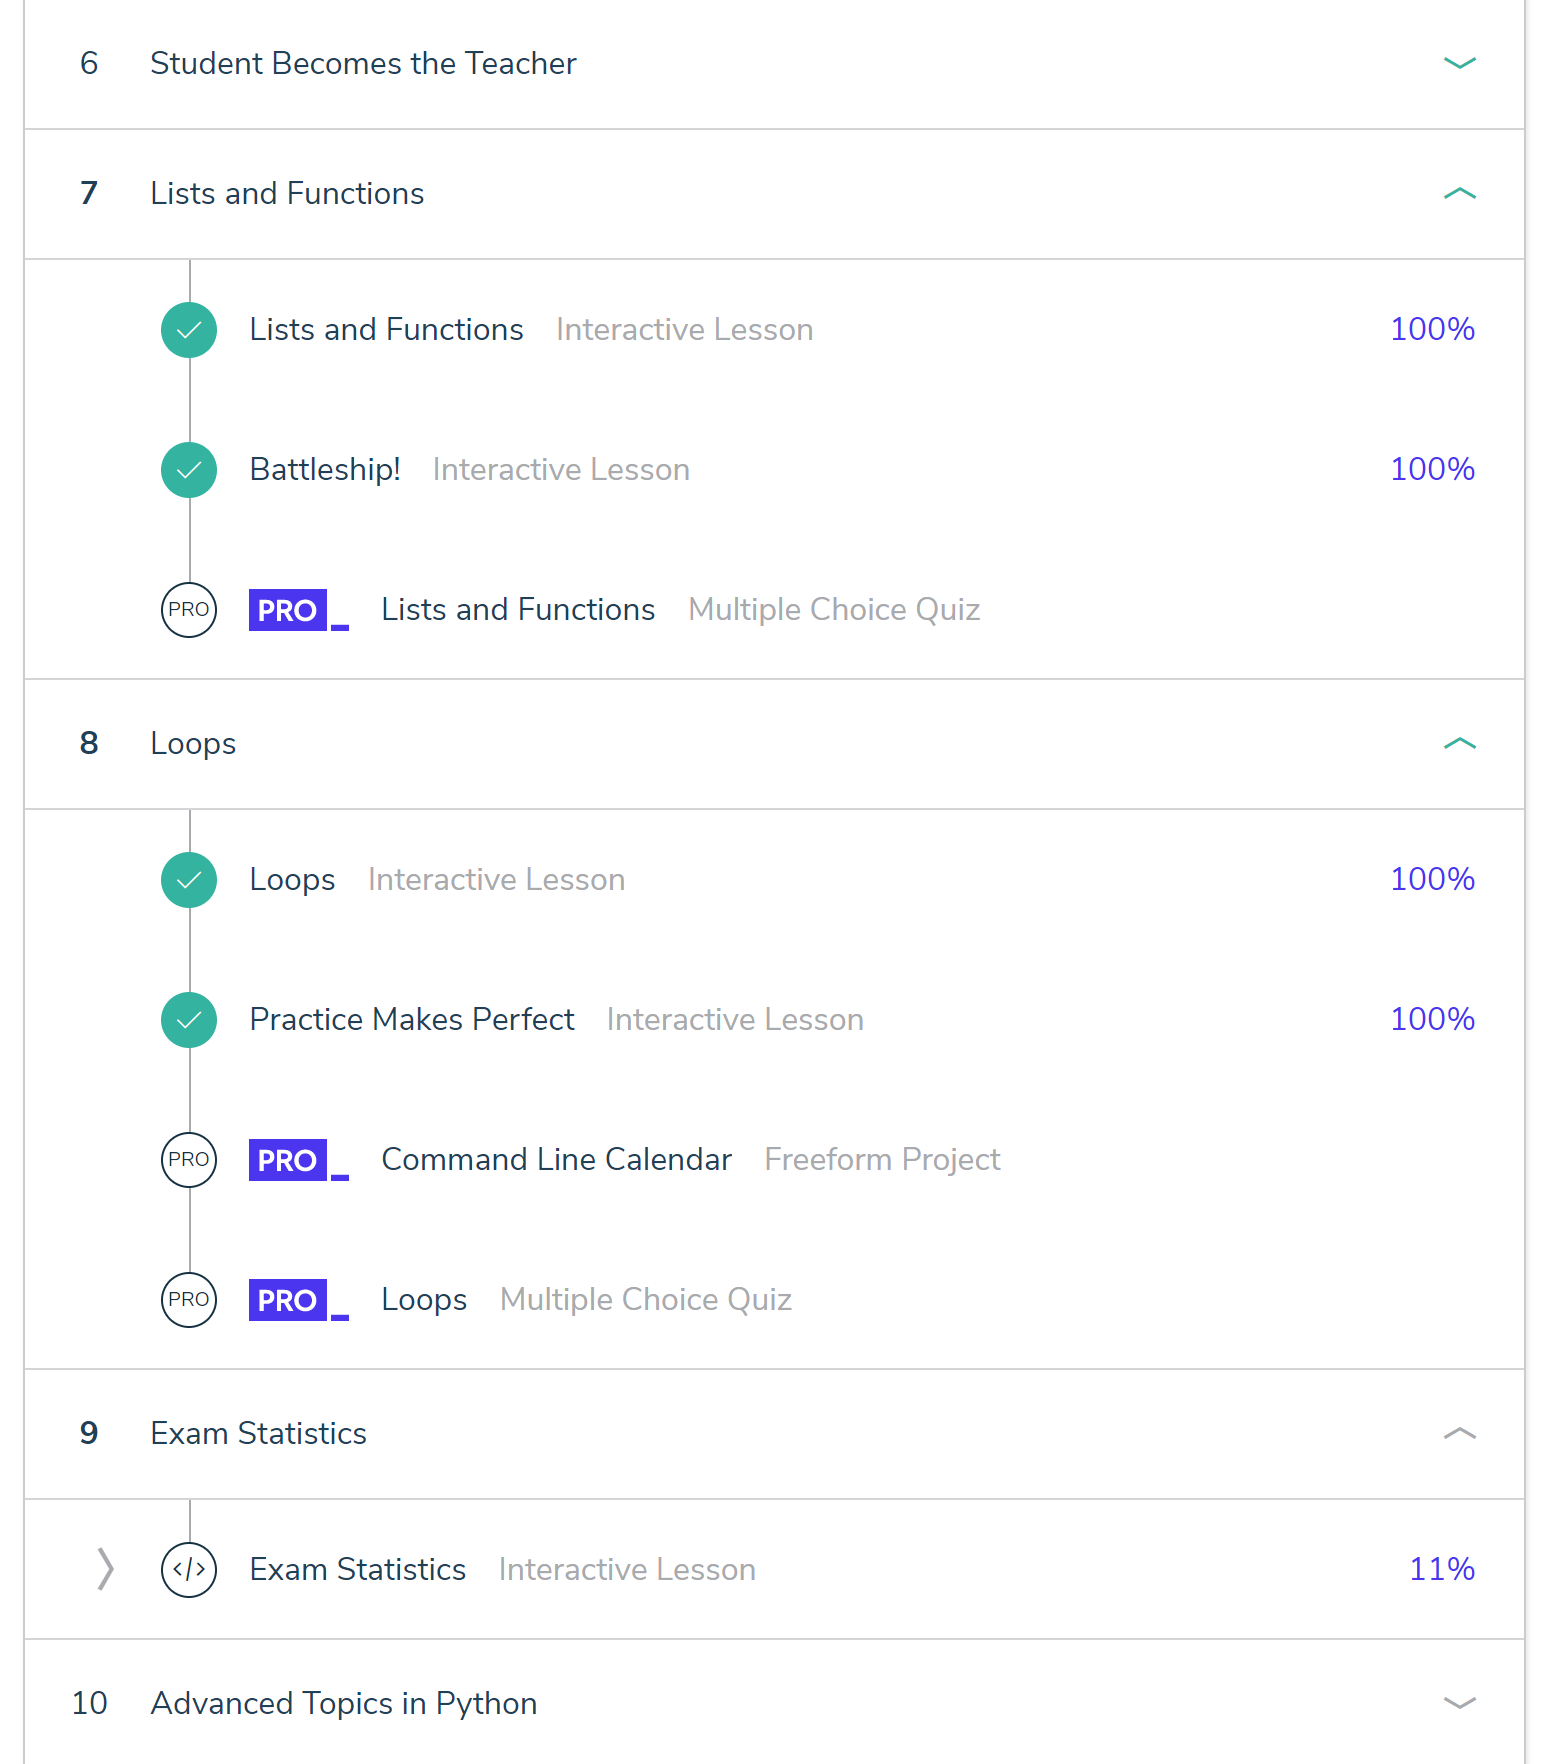 6 Student Becomes the Teacher
7 Lists and Functions
Lists and Functions Interactive Lesson 100%
Battleship! Interactive Lesson 100%
PRO PRO_ Lists and Functions Multiple Choice Quiz
8 Loops
Loops Interactive Lesson 100%
Practice Makes Perfect Interactive Lesson 100%
PRO PRO_ Command Line Calendar Freeform Project
PRO PRO_ Loops Multiple Choice Quiz
9 Exam Statistics
</> Exam Statistics Interactive Lesson 11%
10 Advanced Topics in Python